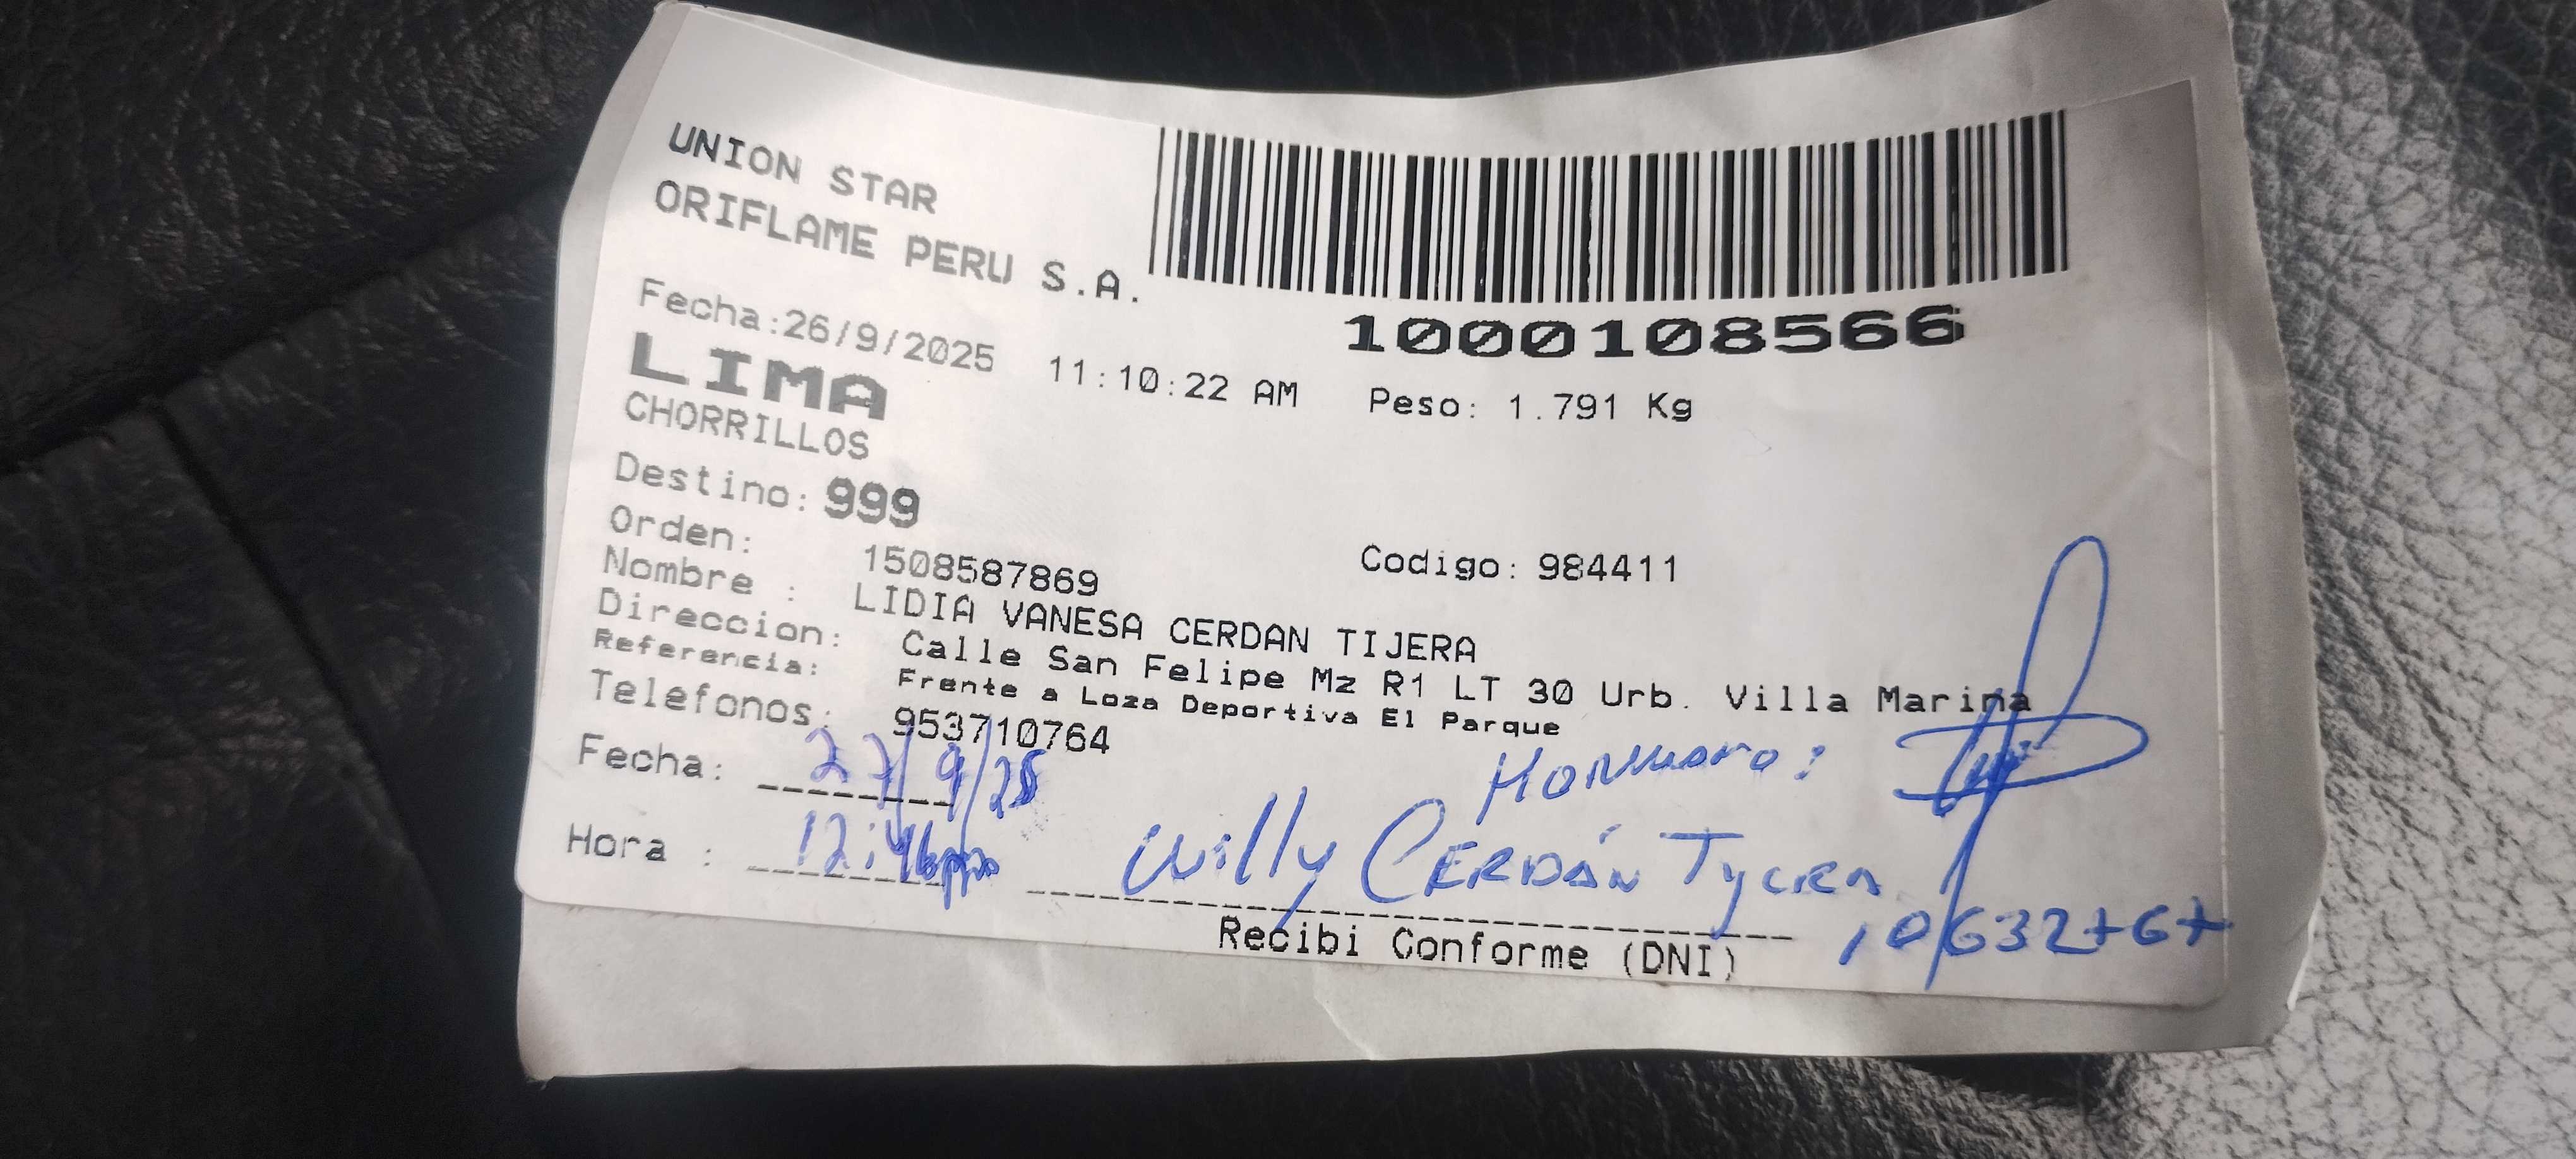 UNION STAR
ORIFLAME PERU S.A.
1000108566
Fecha:26/9/2025 11:10:22 AM Peso: 1.791 Kg
LIMA
CHORRILLOS
Destino: 999
Orden: 1508587869 Codigo: 984411
Nombre : LIDIA VANESA CERDAN TIJERA
Direccion: Calle San Felipe Mz R1 LT 30 Urb. Villa Marina
Referencia: Frente a Loza Deportiva El Parque
Telefonos: 953710764
Fecha: 27/9/25
Hora : 12:46pm
Willy CERDÁN
Recibi Conforme (DNI)